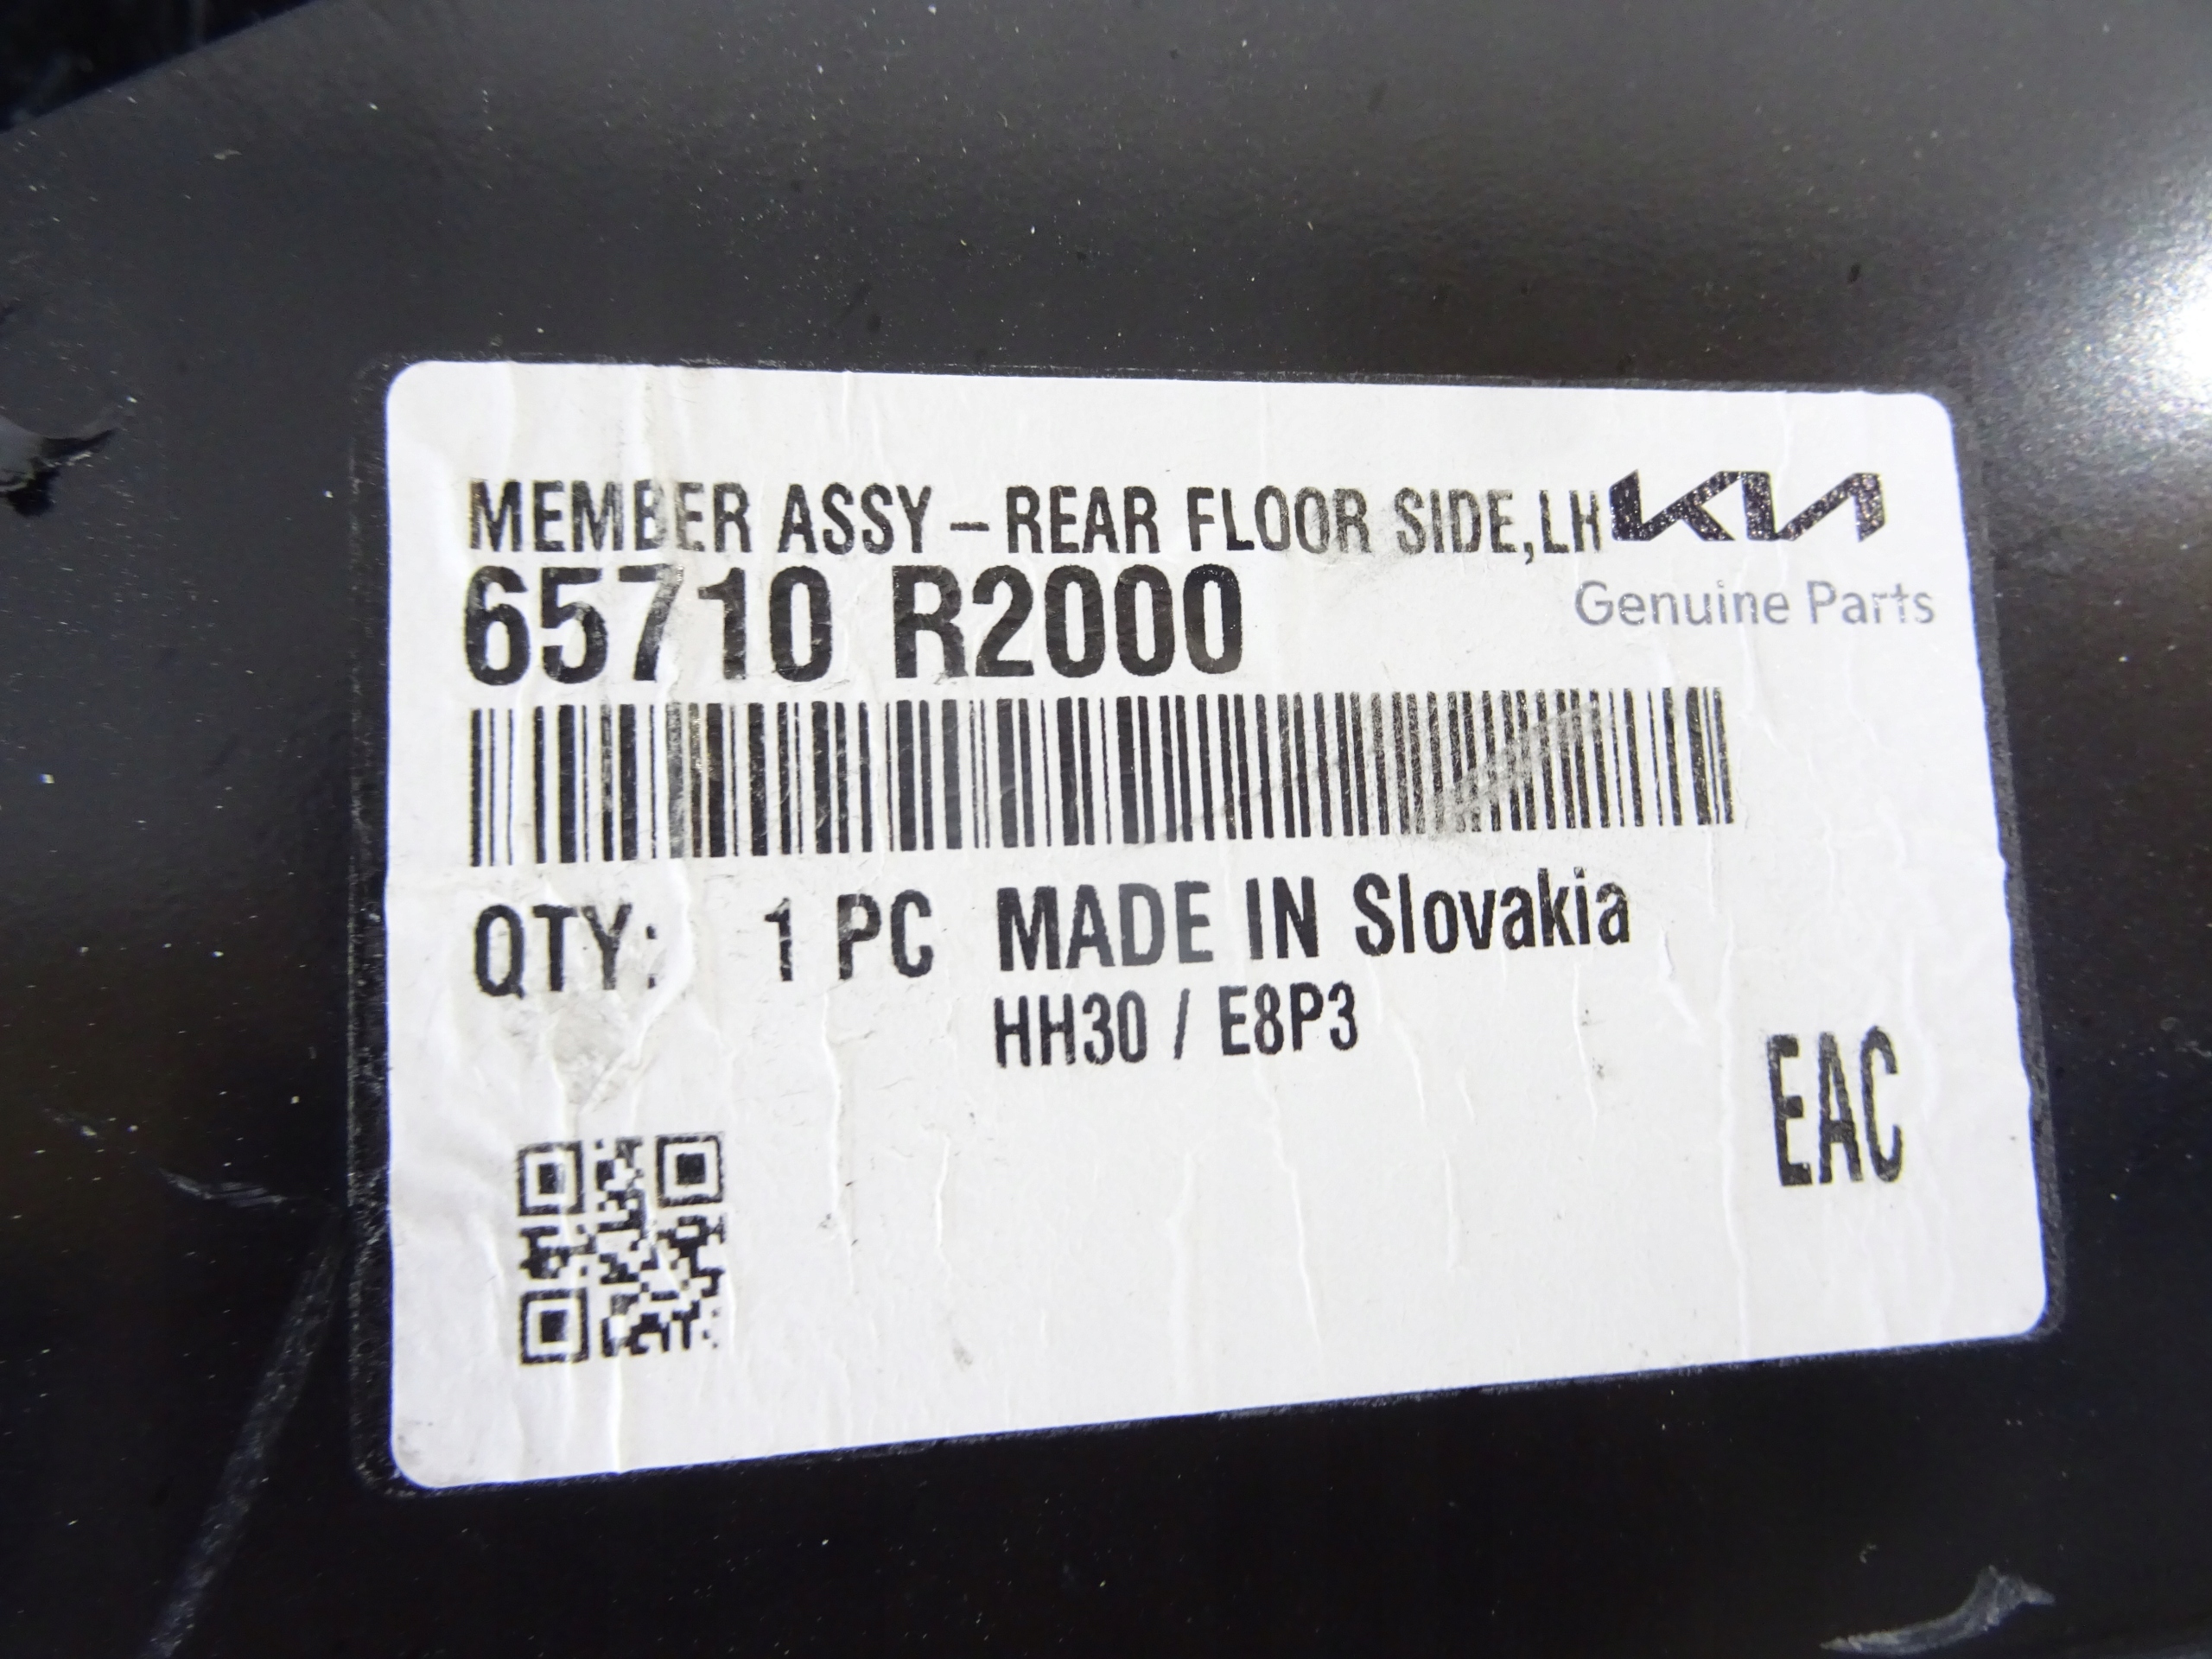 MEMBER ASSY - REAR FLOOR SIDE,LH KIA
Genuine Parts
65710 R2000
QTY: 1 PC MADE IN Slovakia
HH30 / E8P3
EAC